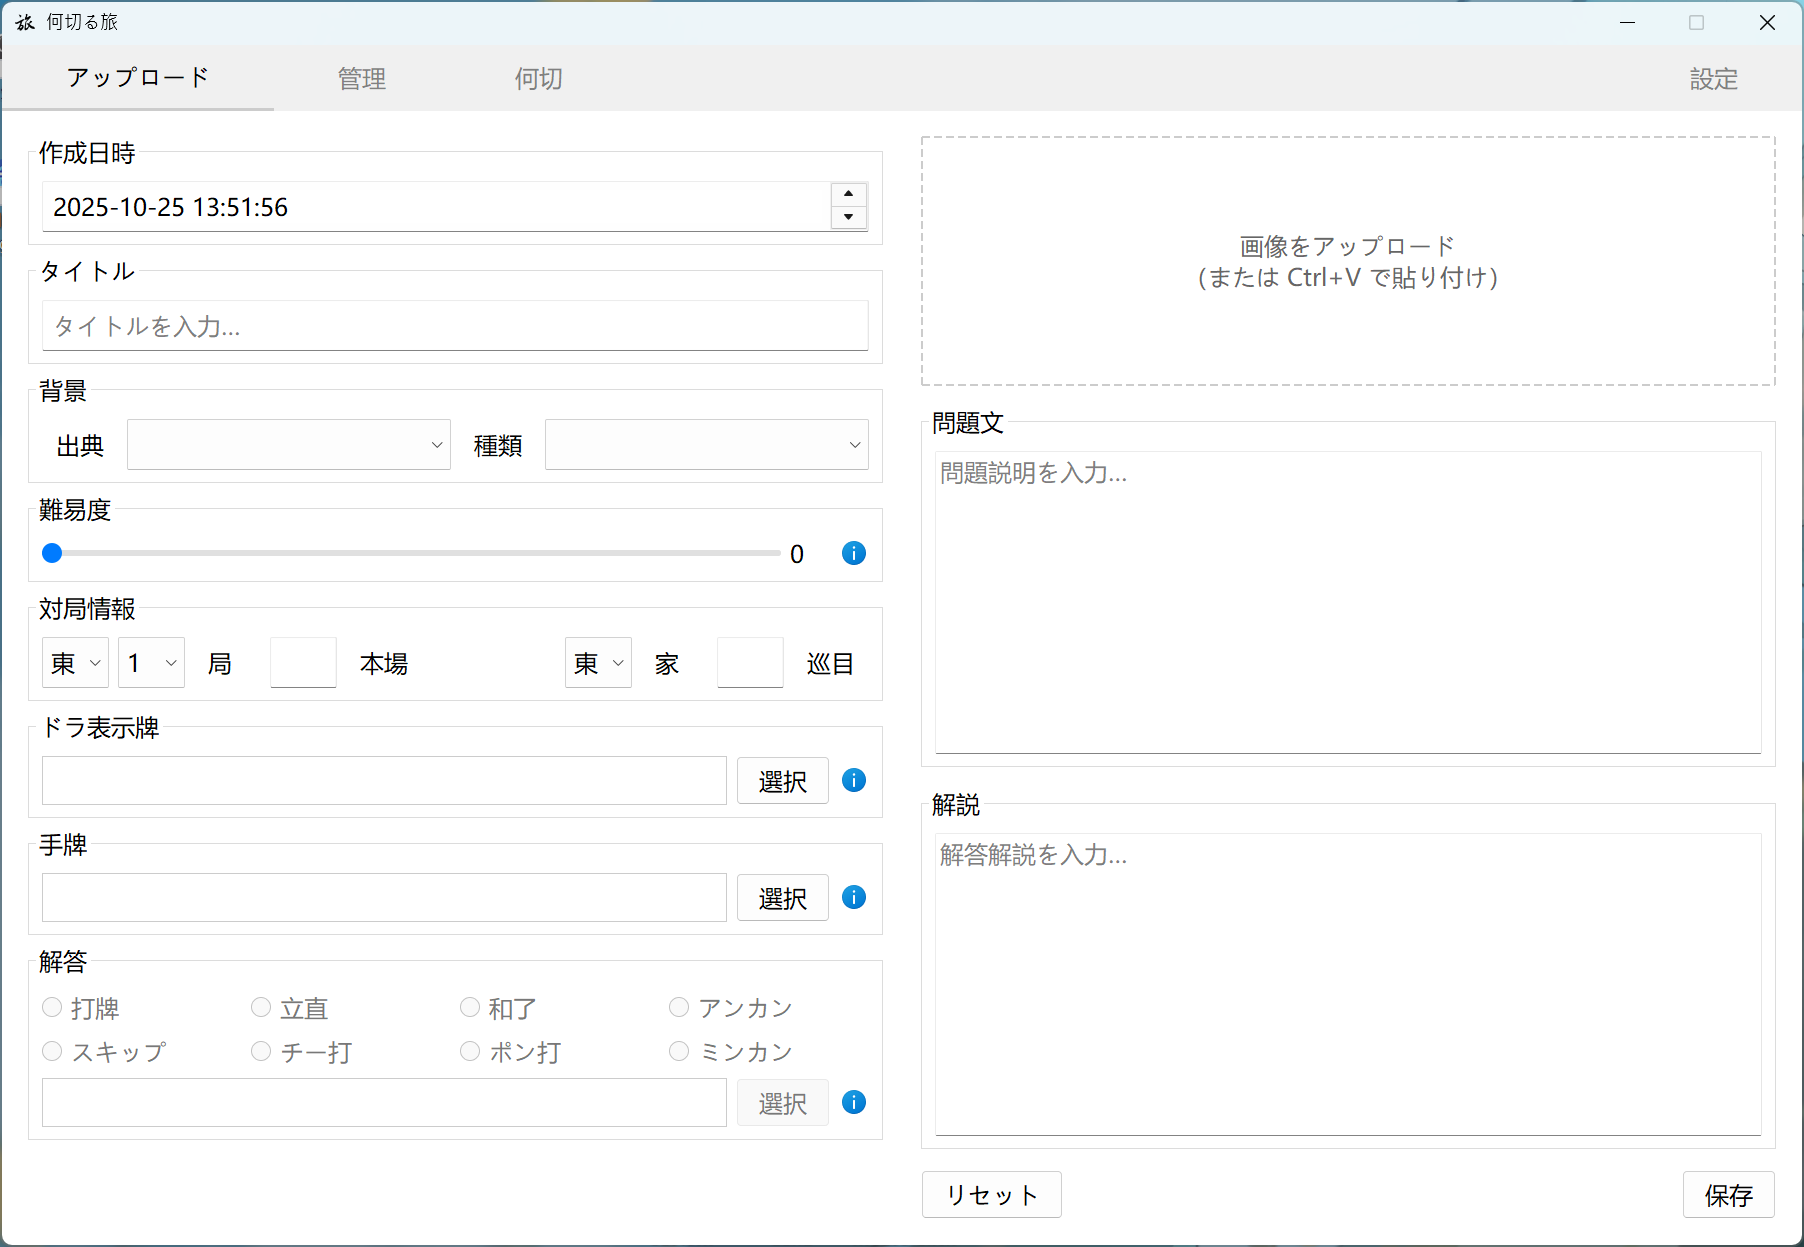 旅 何切る旅
アップロード 管理 何切 設定
作成日時
2025-10-25 13:51:56
タイトル
タイトルを入力...
背景
出典 種類
難易度
0
対局情報
東 1 局 本場 東 家 巡目
ドラ表示牌
選択
手牌
選択
解答
打牌 立直 和了 アンカン
スキップ チー打 ポン打 ミンカン
選択
画像をアップロード
(または Ctrl+V で貼り付け)
問題文
問題説明を入力...
解説
解答解説を入力...
リセット 保存